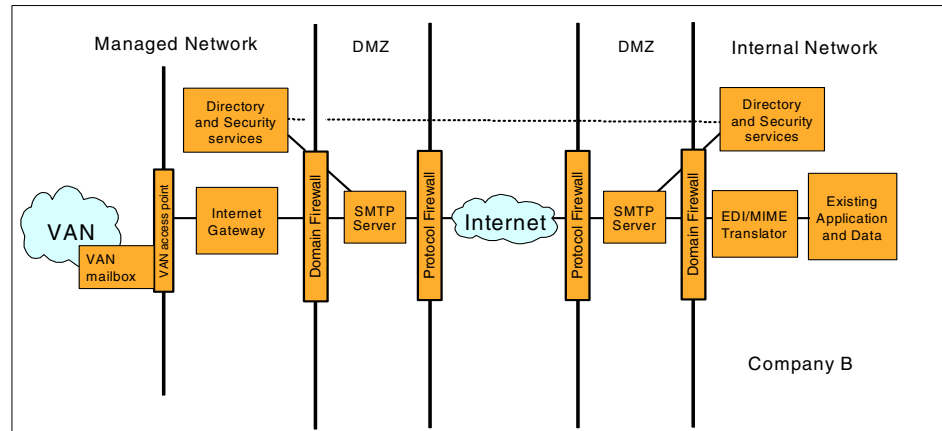 Managed Network
DMZ
DMZ
Internal Network
Directory
and Security
services
Directory
and Security
services
VAN
VAN
mailbox
VAN access point
Internet
Gateway
Domain Firewall
SMTP
Server
Protocol Firewall
Internet
Protocol Firewall
SMTP
Server
Domain Firewall
EDI/MIME
Translator
Existing
Application
and Data
Company B